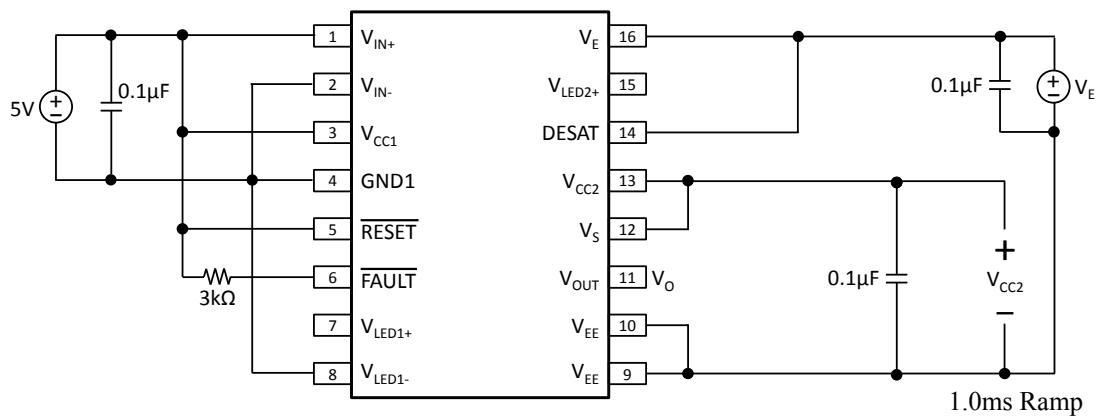 1 V_IN+ V_E 16
2 V_IN- V_LED2+ 15
3 V_CC1 DESAT 14
4 GND1 V_CC2 13
5 RESET V_S 12
6 FAULT V_OUT 11 V_O
7 V_LED1+ V_EE 10
8 V_LED1- V_EE 9
5V
+
−
0.1μF
3kΩ
0.1μF
+
−
V_E
0.1μF
+
V_CC2
−
1.0ms Ramp